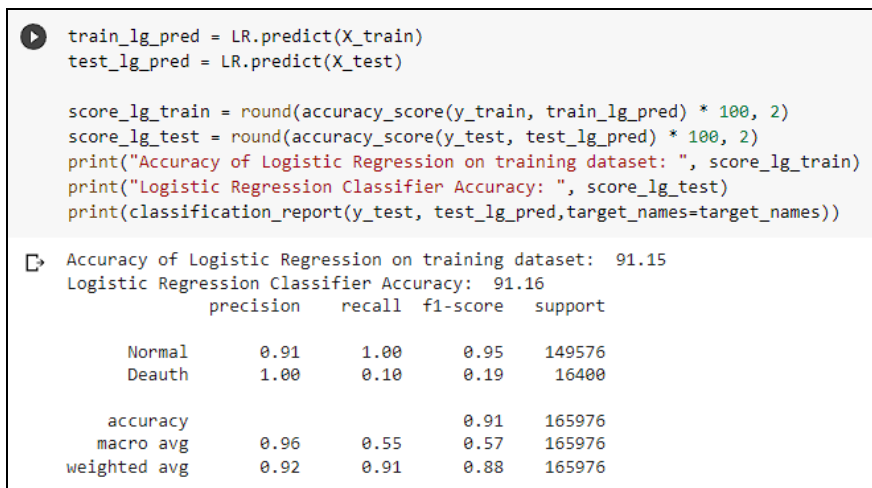 train_lg_pred = LR.predict(X_train)
test_lg_pred = LR.predict(X_test)
score_lg_train = round(accuracy_score(y_train, train_lg_pred) * 100, 2)
score_lg_test = round(accuracy_score(y_test, test_lg_pred) * 100, 2)
print("Accuracy of Logistic Regression on training dataset: ", score_lg_train)
print("Logistic Regression Classifier Accuracy: ", score_lg_test)
print(classification_report(y_test, test_lg_pred,target_names=target_names))
Accuracy of Logistic Regression on training dataset:  91.15
Logistic Regression Classifier Accuracy:  91.16
precision    recall  f1-score   support
Normal       0.91      1.00      0.95    149576
Deauth       1.00      0.10      0.19     16400
accuracy                           0.91    165976
macro avg       0.96      0.55      0.57    165976
weighted avg       0.92      0.91      0.88    165976